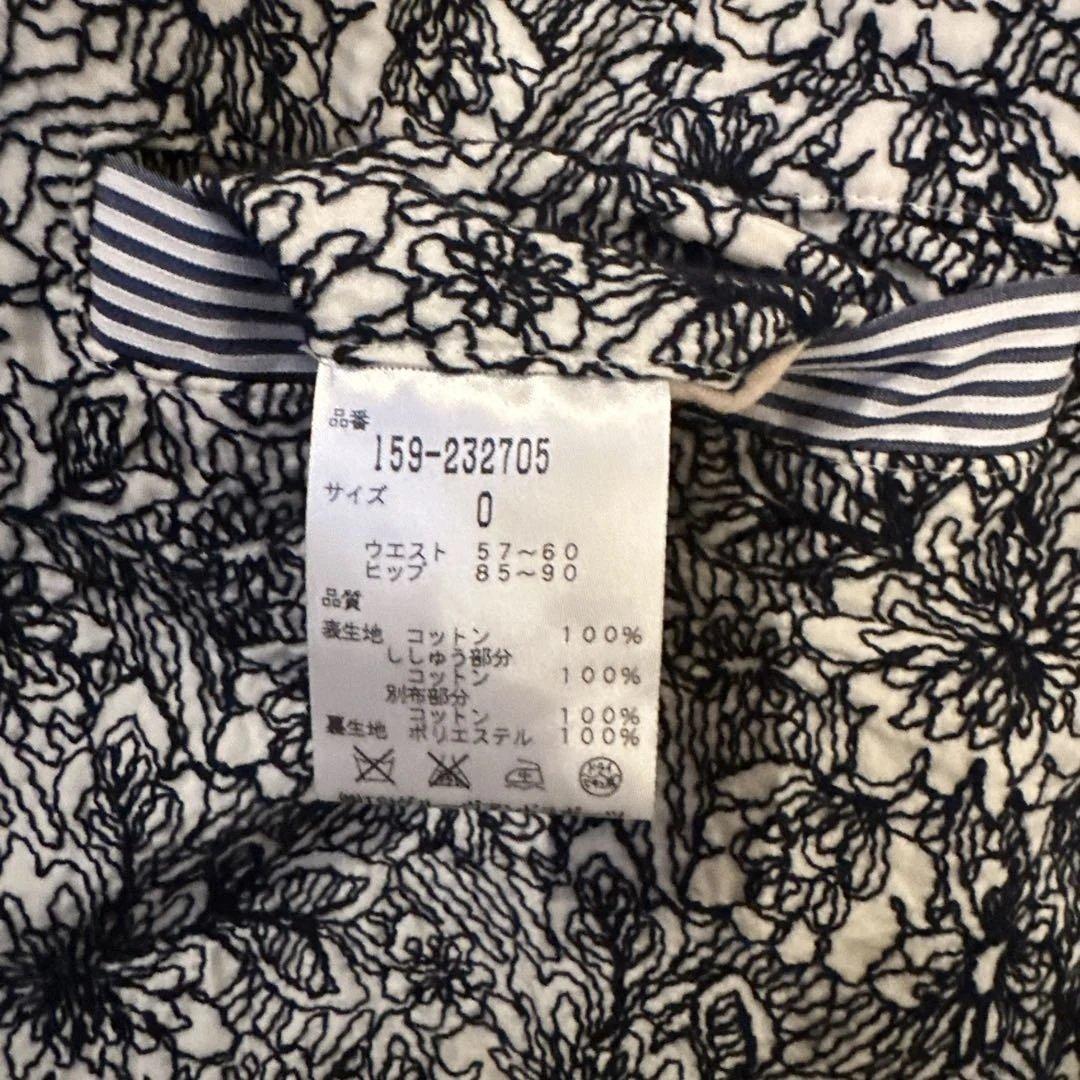 品番
159-232705
サイズ
0
ウエスト 57~60
ヒップ 85~90
品質
表生地 コットン 100%
ししゅう部分
コットン 100%
別布部分
コットン 100%
裏生地 ポリエステル 100%
中